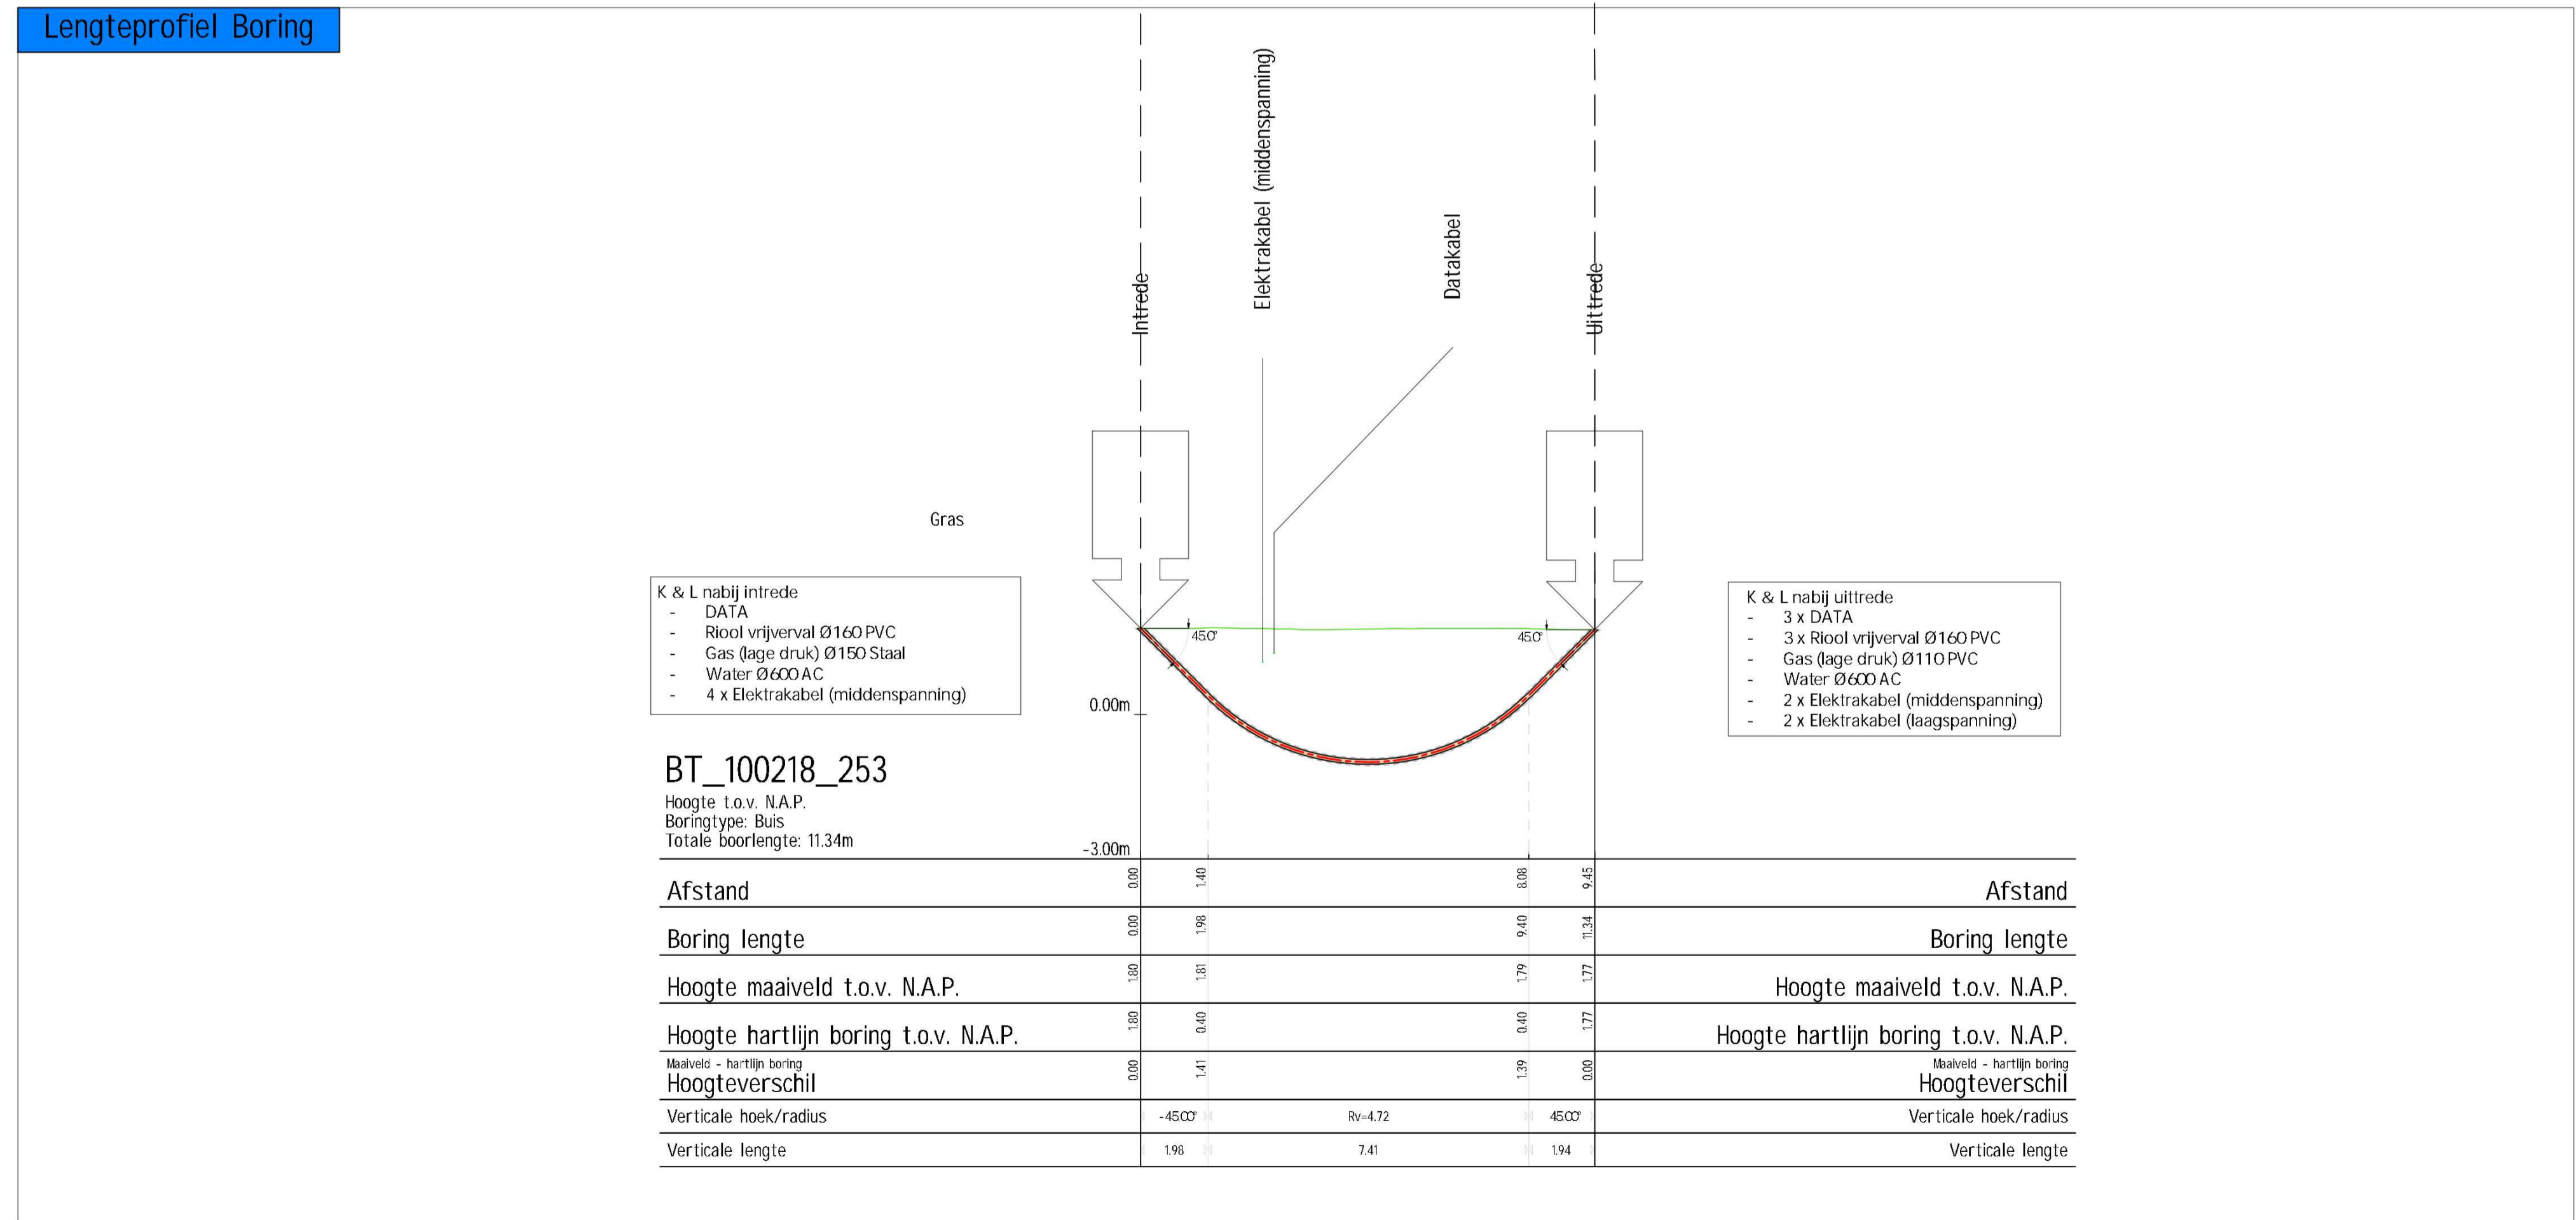 Lengteprofiel Boring
Elektrakabel (middenspanning)
Datakabel
Intrede
Uittrede
Gras
K & L nabij intrede
- DATA
- Riool vrijverval Ø160 PVC
- Gas (lage druk) Ø150 Staal
- Water Ø600 AC
- 4 x Elektrakabel (middenspanning)
45.0°
45.0°
K & L nabij uittrede
- 3 x DATA
- 3 x Riool vrijverval Ø160 PVC
- Gas (lage druk) Ø110 PVC
- Water Ø600 AC
- 2 x Elektrakabel (middenspanning)
- 2 x Elektrakabel (laagspanning)
0.00m
BT_100218_253
Hoogte t.o.v. N.A.P.
Boringtype: Buis
Totale boorlengte: 11.34m
-3.00m
Afstand 0.00 1.40 8.08 9.45 Afstand
Boring lengte 0.00 1.98 9.40 11.34 Boring lengte
Hoogte maaiveld t.o.v. N.A.P. 1.80 1.81 1.79 1.77 Hoogte maaiveld t.o.v. N.A.P.
Hoogte hartlijn boring t.o.v. N.A.P. 1.80 0.40 0.40 1.77 Hoogte hartlijn boring t.o.v. N.A.P.
Maaiveld - hartlijn boring Maaiveld - hartlijn boring
Hoogteverschil 0.00 1.41 1.39 0.00 Hoogteverschil
Verticale hoek/radius -45.00° Rv=4.72 45.00° Verticale hoek/radius
Verticale lengte 1.98 7.41 1.94 Verticale lengte